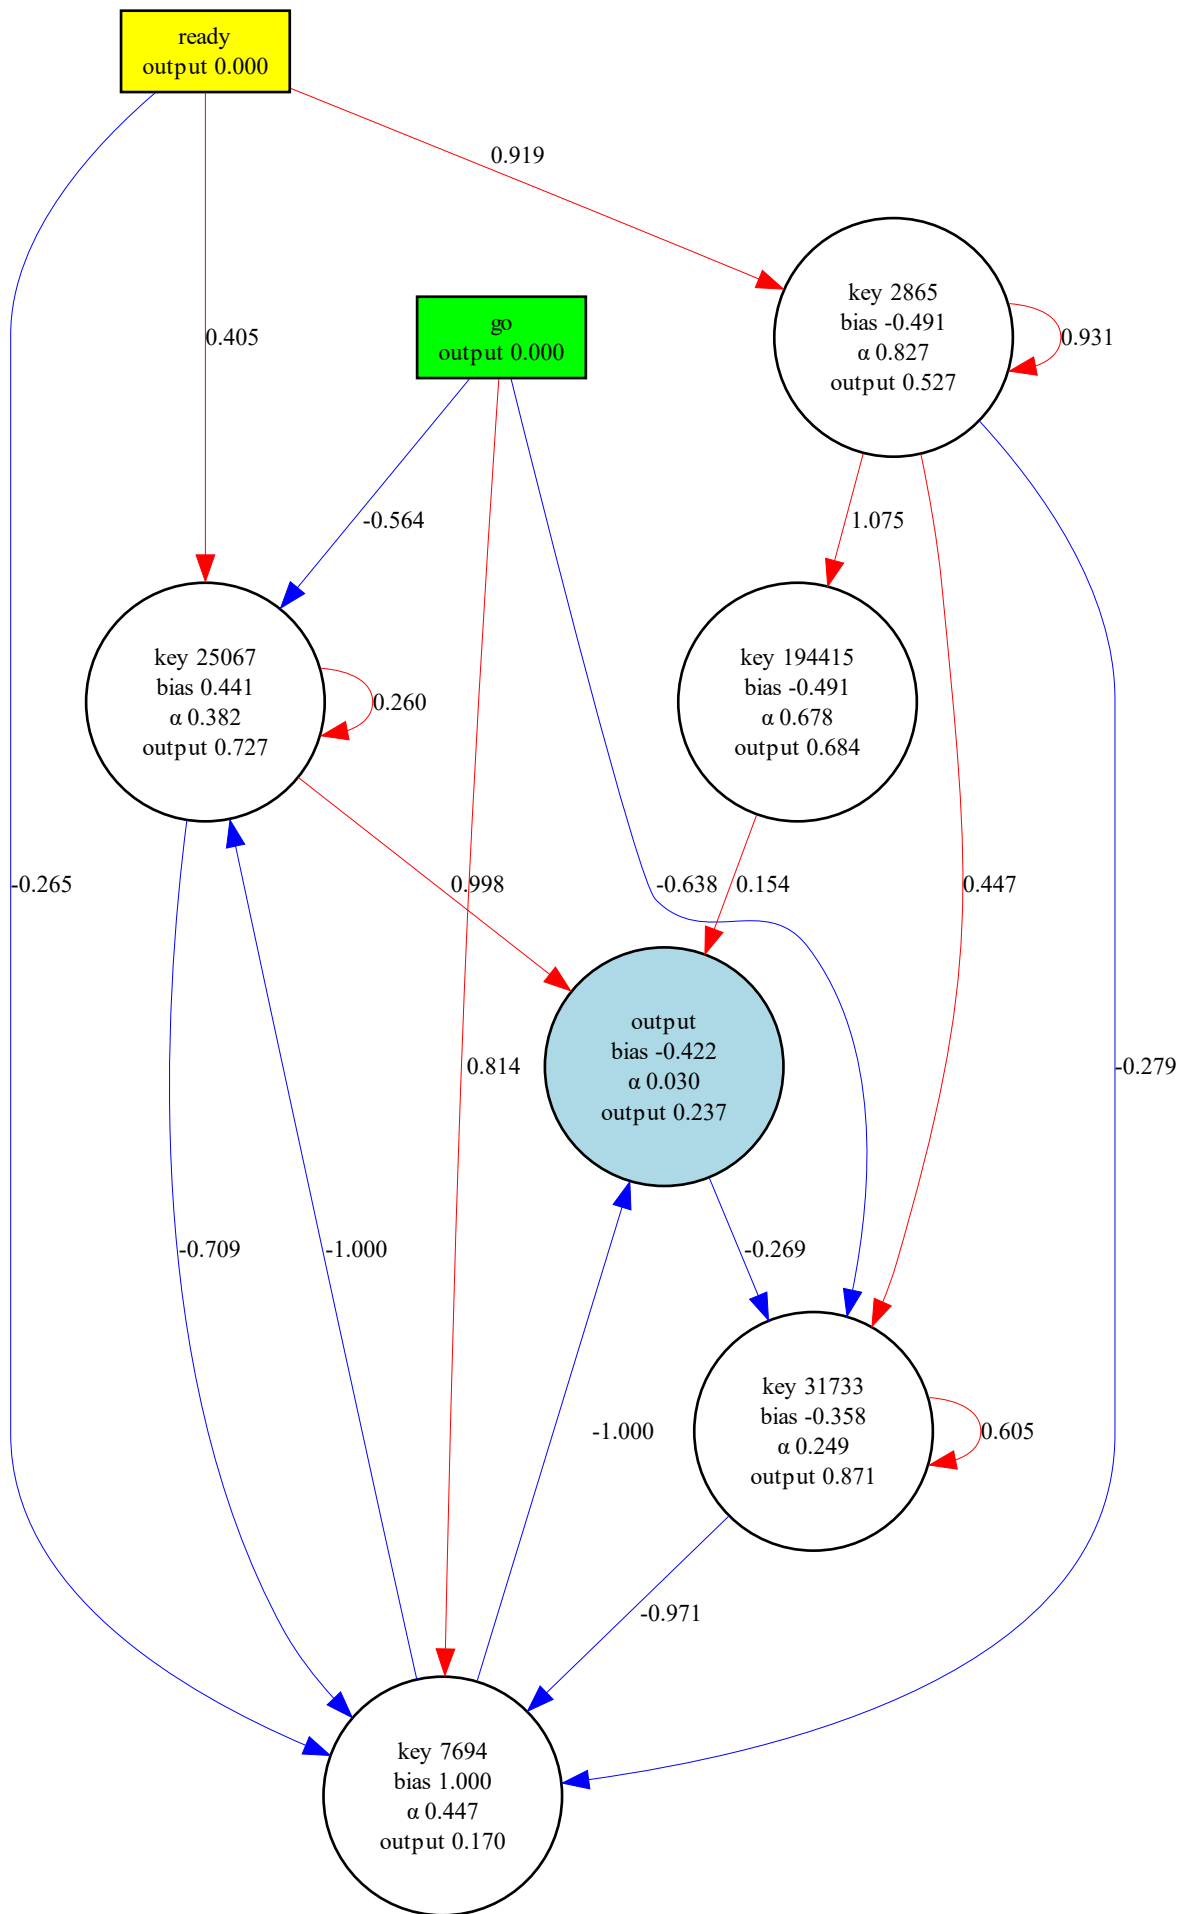 ready
output 0.000
0.919
key 2865
bias -0.491
α 0.827
output 0.527
0.931
go
output 0.000
0.405
-0.564
1.075
key 25067
bias 0.441
α 0.382
output 0.727
0.260
key 194415
bias -0.491
α 0.678
output 0.684
-0.265
0.998
-0.638
0.154
0.447
output
bias -0.422
α 0.030
output 0.237
0.814
-0.279
-0.709
-1.000
-0.269
-1.000
key 31733
bias -0.358
α 0.249
output 0.871
0.605
-0.971
key 7694
bias 1.000
α 0.447
output 0.170